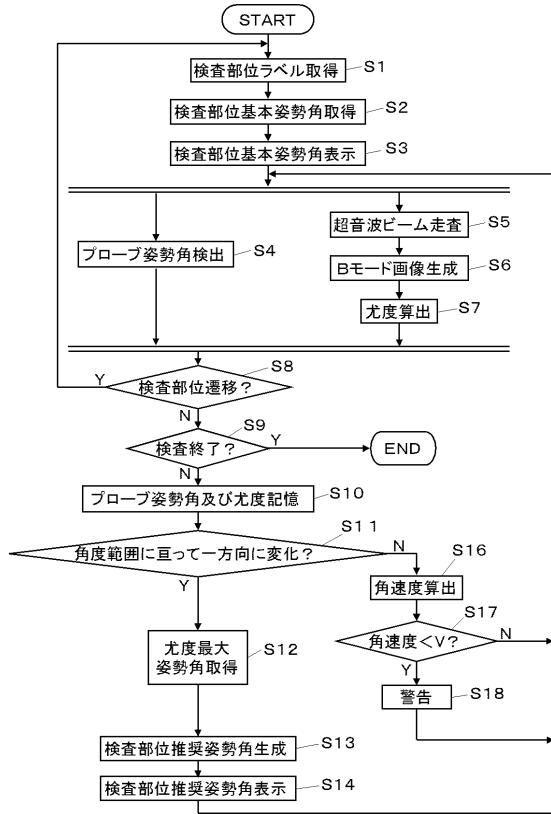 START
検査部位ラベル取得
S1
検査部位基本姿勢角取得
S2
検査部位基本姿勢角表示
S3
プローブ姿勢角検出
S4
超音波ビーム走査
S5
Bモード画像生成
S6
尤度算出
S7
検査部位遷移？
S8
Y
N
検査終了？
S9
Y
END
N
プローブ姿勢角及び尤度記憶
S10
角度範囲に亘って一方向に変化？
S11
N
Y
角速度算出
S16
角速度＜V？
S17
N
Y
警告
S18
尤度最大
姿勢角取得
S12
検査部位推奨姿勢角生成
S13
検査部位推奨姿勢角表示
S14